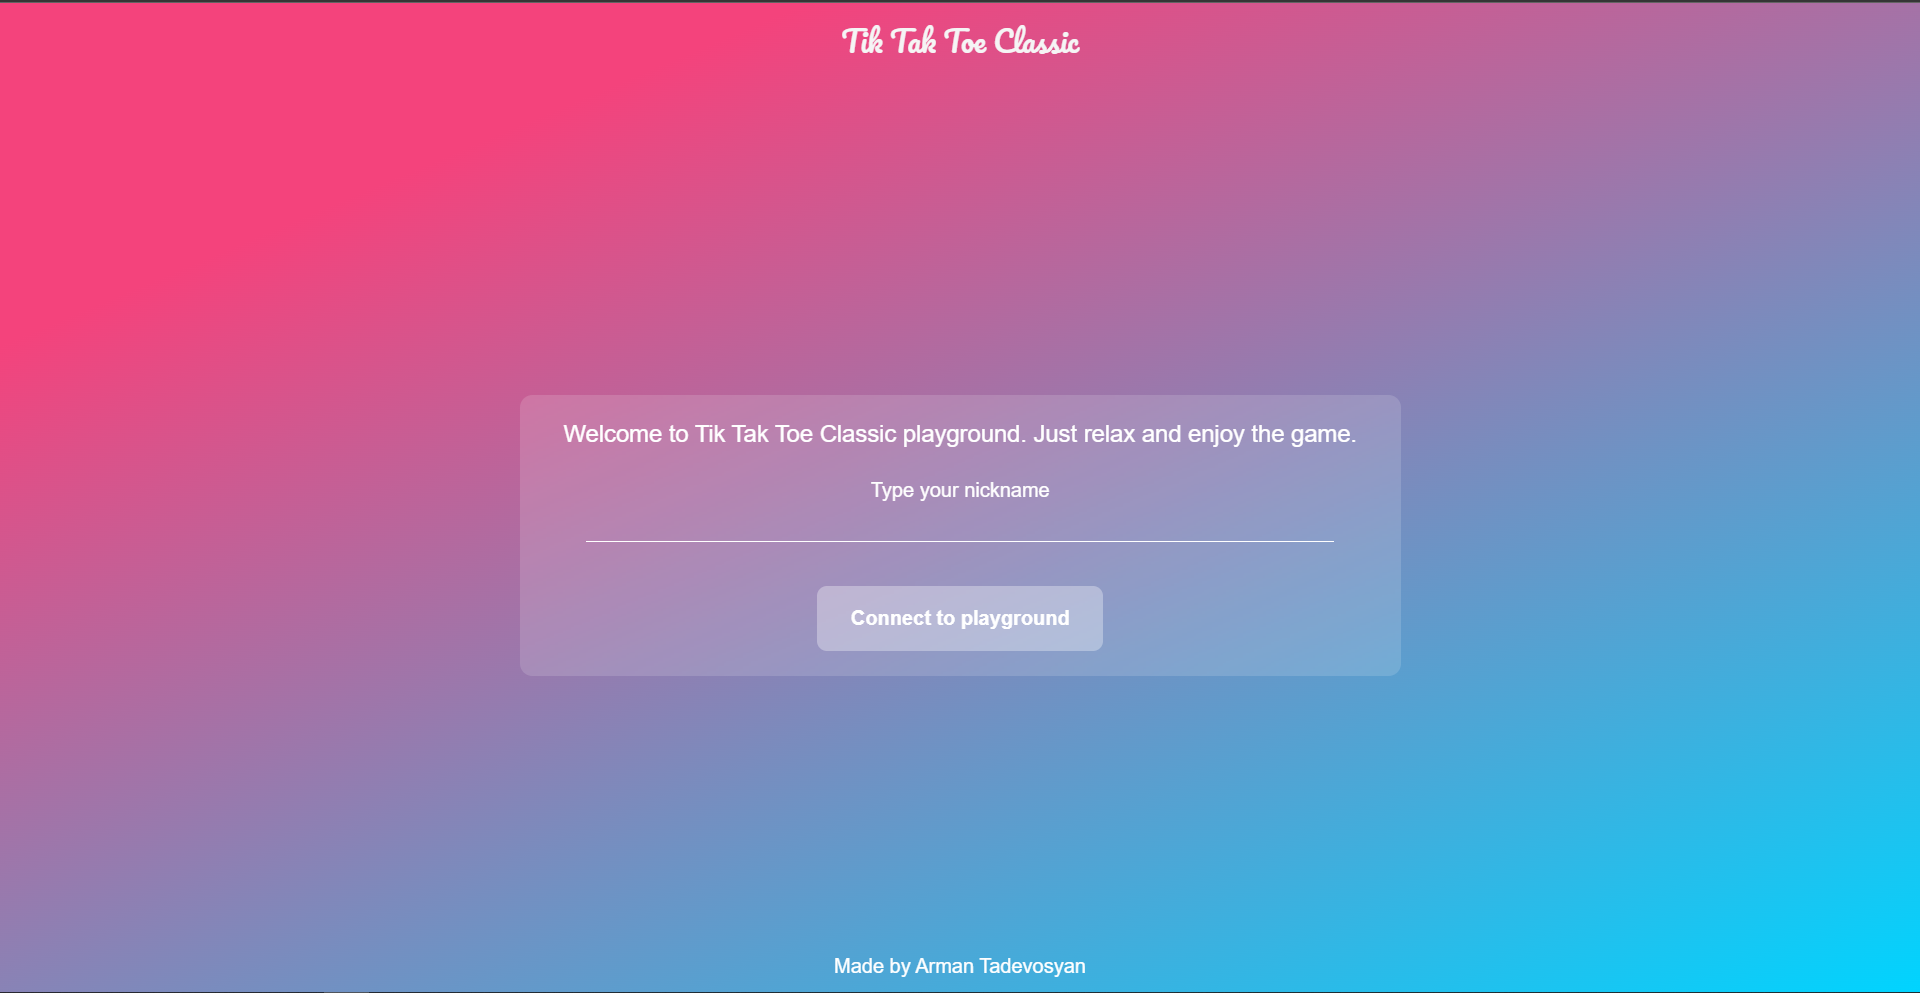 Tik Tak Toe Classic
Welcome to Tik Tak Toe Classic playground. Just relax and enjoy the game.
Type your nickname
Connect to playground
Made by Arman Tadevosyan